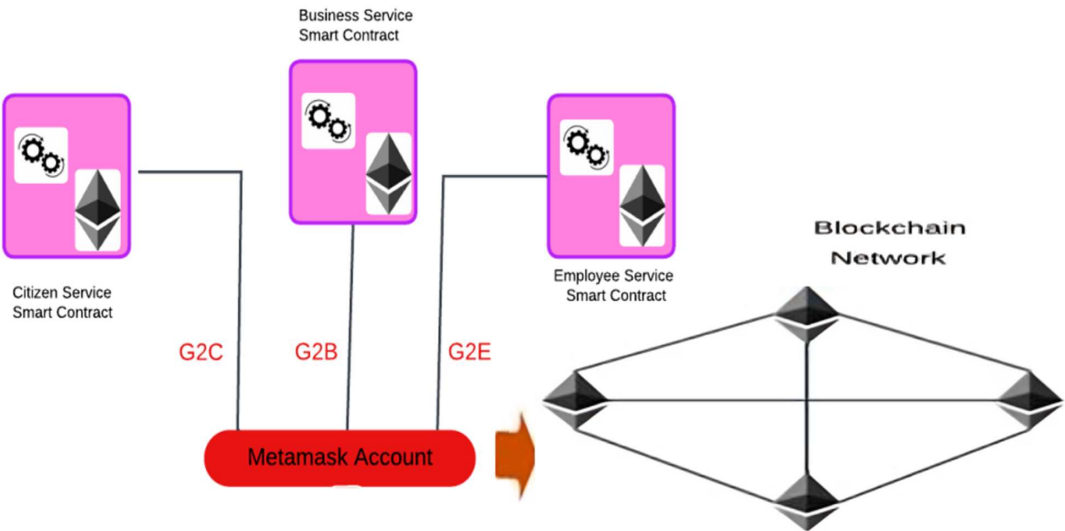 Business Service
Smart Contract
Citizen Service
Smart Contract
Employee Service
Smart Contract
Blockchain
Network
G2C
G2B
G2E
Metamask Account